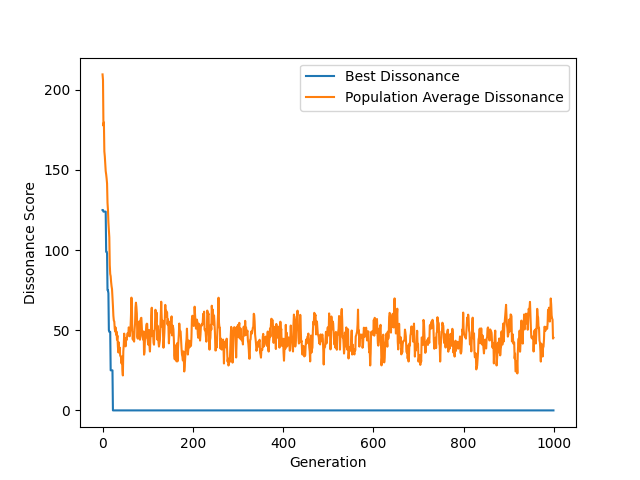 Best Dissonance
Population Average Dissonance
200
150
100
50
0
Dissonance Score
0 200 400 600 800 1000
Generation